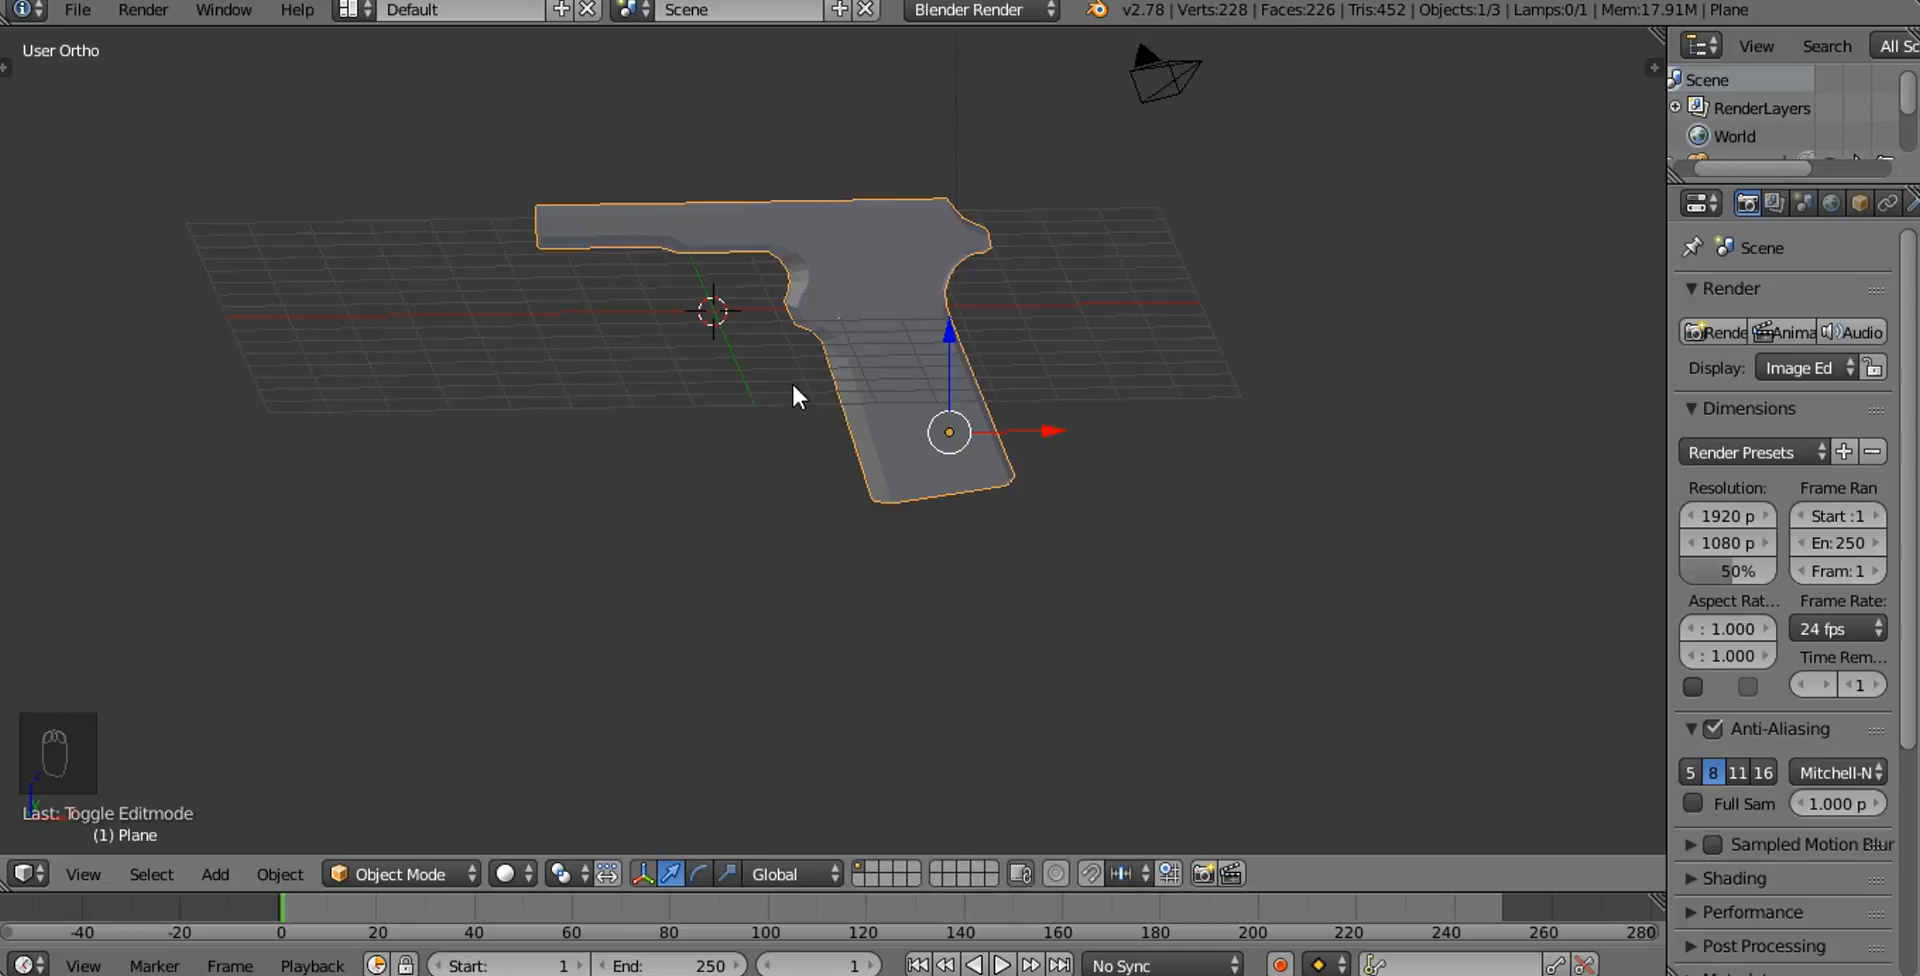 File Render Window Help Default Scene Blender Render v2.78 | Verts:228 | Faces:226 | Tris:452 | Objects:1/3 | Lamps:0/1 | Mem:17.91M | Plane
User Ortho
View Search All Sc
Scene
RenderLayers
World
Scene
Render
Rende Anima Audio
Display: Image Ed
Dimensions
Render Presets
Resolution: Frame Ran
1920 p Start :1
1080 p En: 250
50% Fram: 1
Aspect Rat... Frame Rate:
: 1.000 24 fps
: 1.000 Time Rem...
1
Anti-Aliasing
5 8 11 16 Mitchell-N
Full Sam 1.000 p
Sampled Motion Blur
Shading
Performance
Post Processing
Last: Toggle Editmode
(1) Plane
View Select Add Object Object Mode Global
-40 -20 0 20 40 60 80 100 120 140 160 180 200 220 240 260 280
View Marker Frame Playback Start: 1 End: 250 1 No Sync